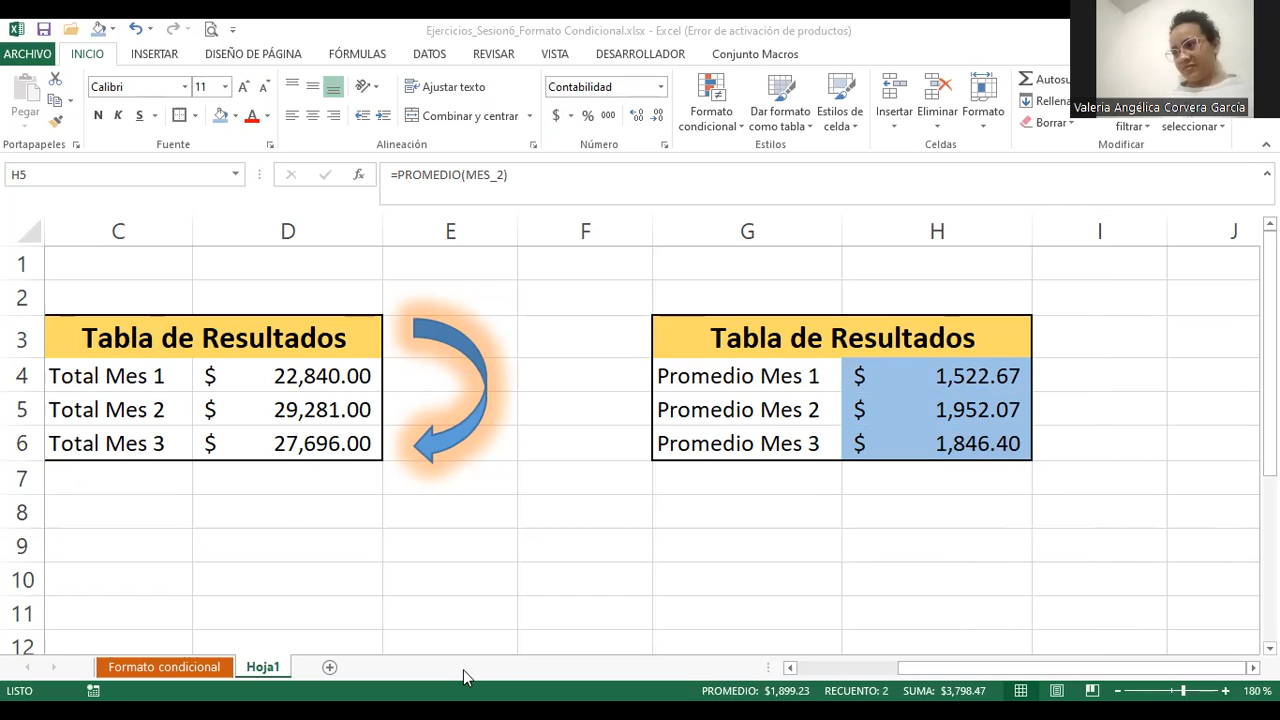 Ejercicios_Sesion6_Formato Condicional.xlsx - Excel (Error de activación de productos)
ARCHIVO INICIO INSERTAR DISEÑO DE PÁGINA FÓRMULAS DATOS REVISAR VISTA DESARROLLADOR Conjunto Macros
Pegar
Calibri 11
N K S
Ajustar texto
Combinar y centrar
Contabilidad
$ % 000
Formato condicional
Dar formato como tabla
Estilos de celda
Insertar Eliminar Formato
Autosu
Rellena
Borrar
filtrar seleccionar
Portapapeles Fuente Alineación Número Estilos Celdas Modificar
Valeria Angélica Corvera García
H5 fx =PROMEDIO(MES_2)
C D E F G H I J
1
2
3 Tabla de Resultados Tabla de Resultados
4 Total Mes 1 $ 22,840.00 Promedio Mes 1 $ 1,522.67
5 Total Mes 2 $ 29,281.00 Promedio Mes 2 $ 1,952.07
6 Total Mes 3 $ 27,696.00 Promedio Mes 3 $ 1,846.40
7
8
9
10
11
12
Formato condicional Hoja1
LISTO PROMEDIO: $1,899.23 RECUENTO: 2 SUMA: $3,798.47 180 %